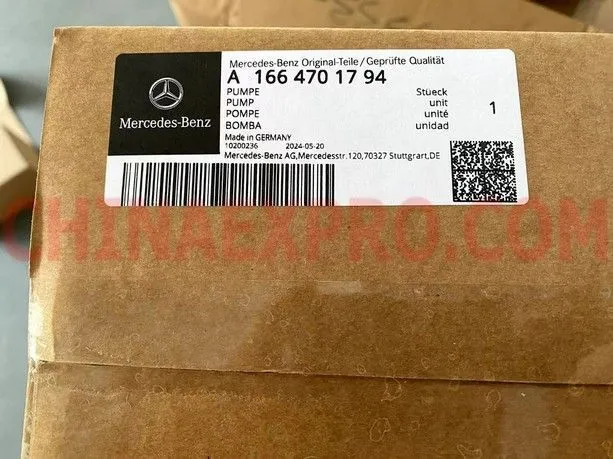 Mercedes-Benz Original-Teile/Geprüfte Qualität
A 166 470 17 94
PUMPE Stüeck
PUMP unit
POMPE unité
BOMBA unidad
1
Made in GERMANY
10200236 2024-05-20
Mercedes-Benz AG,Mercedesstr.120,70327 Stuttgart,DE
Mercedes-Benz
CHINAEXPRO.COM